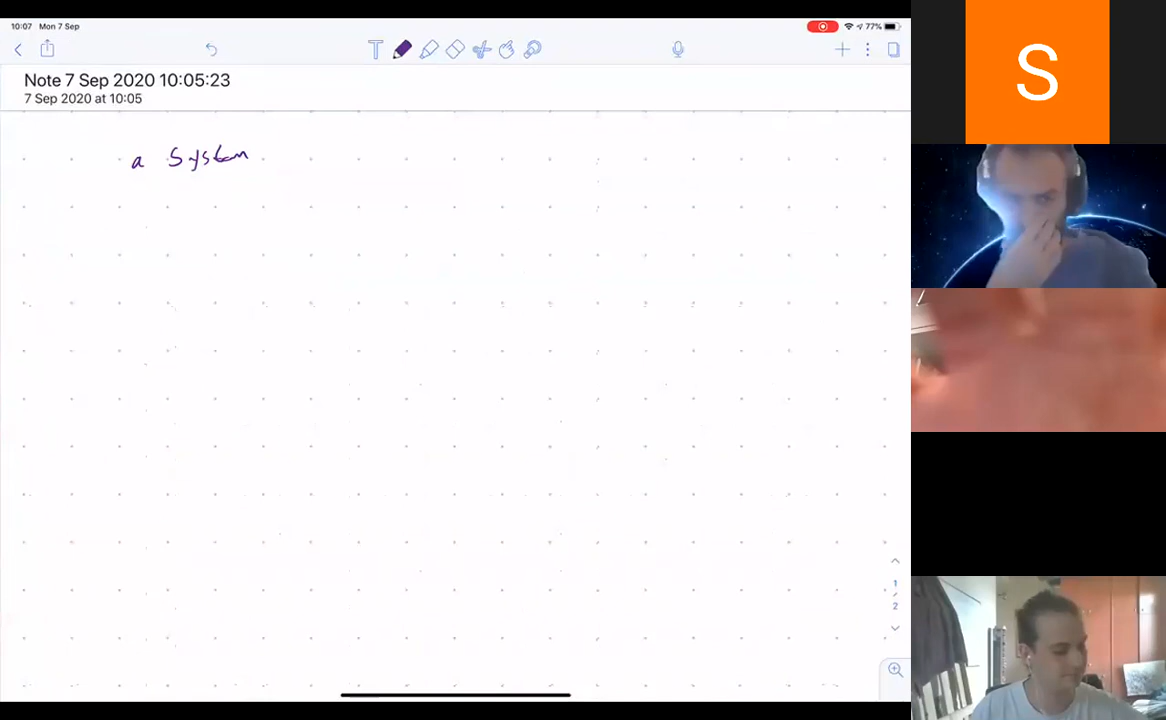 10:07 Mon 7 Sep
77%
T
Note 7 Sep 2020 10:05:23
7 Sep 2020 at 10:05
a System
1
2
S